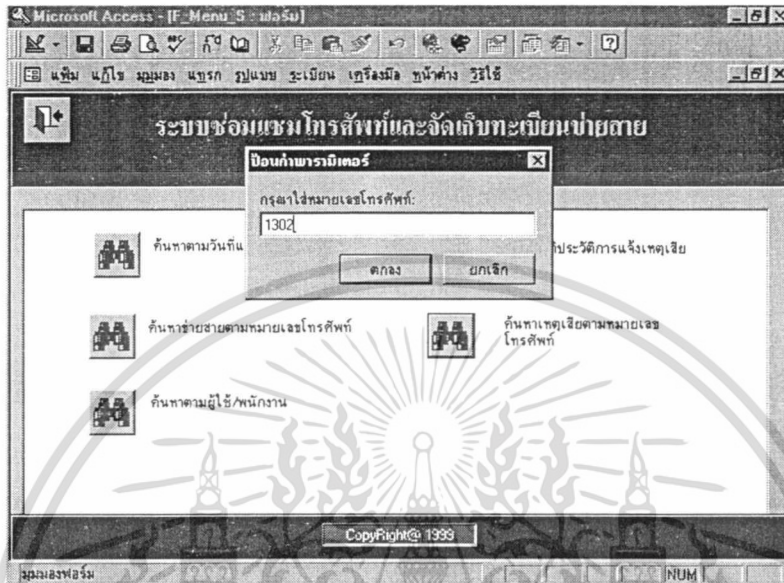 Microsoft Access - [F_Menu_S : ฟอร์ม]
แฟ้ม แก้ไข มุมมอง แทรก รูปแบบ ระเบียน เครื่องมือ หน้าต่าง วิธีใช้
ระบบซ่อมแซมโทรศัพท์และจัดเก็บทะเบียนข่ายสาย
ป้อนค่าพารามิเตอร์
กรุณาใส่หมายเลขโทรศัพท์:
1302
ตกลง ยกเลิก
ค้นหาตามวันที่แ
ประวัติการแจ้งเหตุเสีย
ค้นหาข่ายสายตามหมายเลขโทรศัพท์
ค้นหาเหตุเสียตามหมายเลข
โทรศัพท์
ค้นหาตามผู้ใช้/พนักงาน
CopyRight@ 1999
มุมมองฟอร์ม NUM